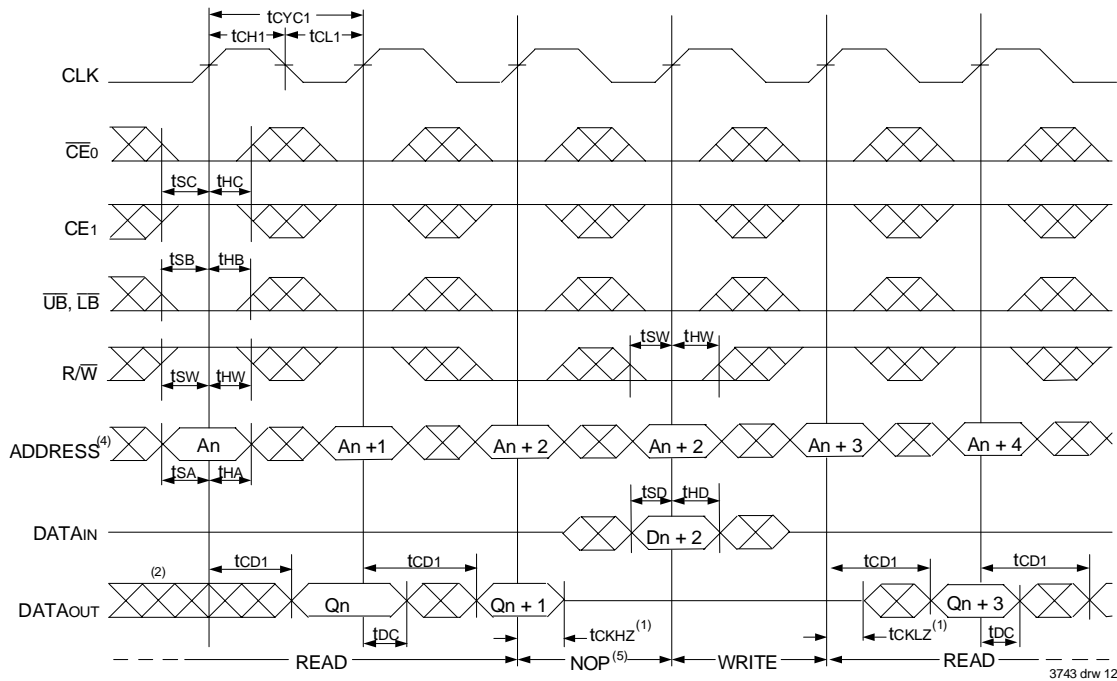 tCYC1
tCH1 tCL1
CLK
CE0
tSC tHC
CE1
tSB tHB
UB, LB
tSW tHW
R/W
tSW tHW
ADDRESS(4) An An +1 An + 2 An + 2 An + 3 An + 4
tSA tHA
tSD tHD
DATAIN Dn + 2
tCD1 tCD1 tCD1 tCD1
(2)
DATAOUT Qn Qn + 1 Qn + 3
tDC tCKHZ(1) tCKLZ(1) tDC
READ NOP(5) WRITE READ
3743 drw 12